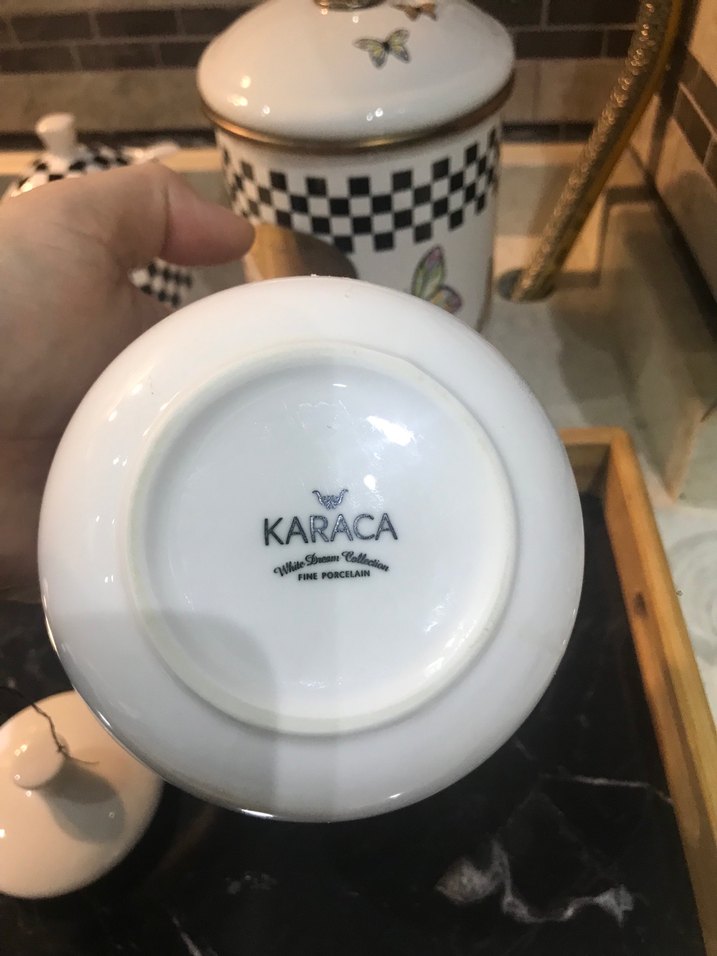 KARACA
White Dream Collection
FINE PORCELAIN